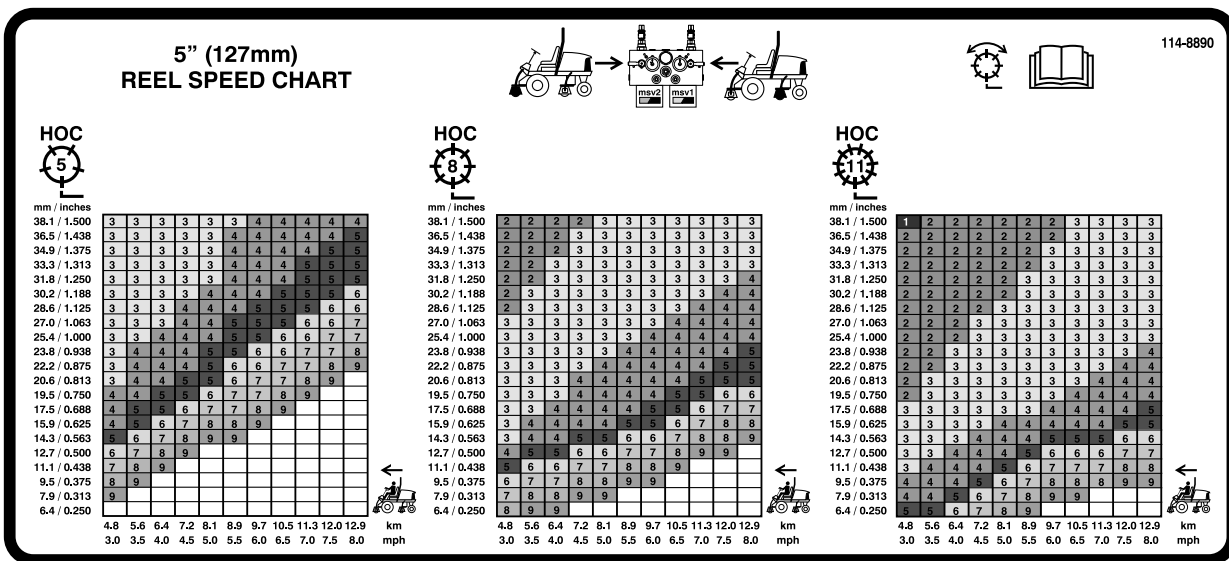 5” (127mm)
REEL SPEED CHART
msv2 msv1
114-8890
HOC
5
mm / inches
38.1 / 1.500 3 3 3 3 3 3 4 4 4 4 4
36.5 / 1.438 3 3 3 3 3 4 4 4 4 4 5
34.9 / 1.375 3 3 3 3 3 4 4 4 4 5 5
33.3 / 1.313 3 3 3 3 3 4 4 4 5 5 5
31.8 / 1.250 3 3 3 3 3 4 4 4 5 5 5
30.2 / 1.188 3 3 3 3 4 4 4 5 5 5 6
28.6 / 1.125 3 3 3 4 4 4 5 5 5 6 6
27.0 / 1.063 3 3 3 4 4 5 5 5 6 6 7
25.4 / 1.000 3 3 4 4 4 5 5 6 6 7 7
23.8 / 0.938 3 4 4 4 5 5 6 6 7 7 8
22.2 / 0.875 3 4 4 4 5 6 6 7 7 8 9
20.6 / 0.813 3 4 4 5 5 6 7 7 8 9
19.5 / 0.750 4 4 5 5 6 7 7 8 9
17.5 / 0.688 4 5 5 6 7 7 8 9
15.9 / 0.625 4 5 6 7 8 8 9
14.3 / 0.563 5 6 7 8 9 9
12.7 / 0.500 6 7 8 9
11.1 / 0.438 7 8 9
9.5 / 0.375 8 9
7.9 / 0.313 9
6.4 / 0.250
4.8 5.6 6.4 7.2 8.1 8.9 9.7 10.5 11.3 12.0 12.9 km
3.0 3.5 4.0 4.5 5.0 5.5 6.0 6.5 7.0 7.5 8.0 mph
HOC
8
mm / inches
38.1 / 1.500 2 2 2 2 3 3 3 3 3 3 3
36.5 / 1.438 2 2 2 3 3 3 3 3 3 3 3
34.9 / 1.375 2 2 2 3 3 3 3 3 3 3 3
33.3 / 1.313 2 2 3 3 3 3 3 3 3 3 3
31.8 / 1.250 2 2 3 3 3 3 3 3 3 3 4
30.2 / 1.188 2 3 3 3 3 3 3 3 3 4 4
28.6 / 1.125 2 3 3 3 3 3 3 3 3 4 4
27.0 / 1.063 3 3 3 3 3 3 3 4 4 4 4
25.4 / 1.000 3 3 3 3 3 3 4 4 4 4 4
23.8 / 0.938 3 3 3 3 3 4 4 4 4 4 5
22.2 / 0.875 3 3 3 3 3 4 4 4 4 5 5
20.6 / 0.813 3 3 3 4 4 4 4 4 5 5 5
19.5 / 0.750 3 3 3 4 4 4 4 5 5 6 6
17.5 / 0.688 3 3 3 4 4 4 5 5 6 7 7
15.9 / 0.625 3 3 4 4 4 5 5 6 7 8 8
14.3 / 0.563 3 4 4 5 5 6 6 7 8 8 9
12.7 / 0.500 4 5 5 6 6 7 7 8 9 9
11.1 / 0.438 5 6 6 7 7 8 8 9
9.5 / 0.375 6 6 7 7 8 9 9
7.9 / 0.313 7 8 8 9 9
6.4 / 0.250 8 9 9
4.8 5.6 6.4 7.2 8.1 8.9 9.7 10.5 11.3 12.0 12.9 km
3.0 3.5 4.0 4.5 5.0 5.5 6.0 6.5 7.0 7.5 8.0 mph
HOC
11
mm / inches
38.1 / 1.500 1 2 2 2 2 2 2 3 3 3 3
36.5 / 1.438 2 2 2 2 2 2 2 3 3 3 3
34.9 / 1.375 2 2 2 2 2 2 3 3 3 3 3
33.3 / 1.313 2 2 2 2 2 2 3 3 3 3 3
31.8 / 1.250 2 2 2 2 2 3 3 3 3 3 3
30.2 / 1.188 2 2 2 2 2 3 3 3 3 3 3
28.6 / 1.125 2 2 2 2 3 3 3 3 3 3 3
27.0 / 1.063 2 2 2 3 3 3 3 3 3 3 3
25.4 / 1.000 2 2 2 3 3 3 3 3 3 3 3
23.8 / 0.938 2 2 3 3 3 3 3 3 3 3 4
22.2 / 0.875 2 2 3 3 3 3 3 3 3 4 4
20.6 / 0.813 2 3 3 3 3 3 3 3 4 4 4
19.5 / 0.750 2 3 3 3 3 3 3 4 4 4 4
17.5 / 0.688 3 3 3 3 3 3 4 4 4 4 5
15.9 / 0.625 3 3 3 3 4 4 4 4 4 5 5
14.3 / 0.563 3 3 3 4 4 4 5 5 5 6 6
12.7 / 0.500 3 3 4 4 4 5 6 6 6 7 7
11.1 / 0.438 3 4 4 4 5 6 6 7 7 8 8
9.5 / 0.375 4 4 4 5 6 6 7 7 8 9 9
7.9 / 0.313 4 4 5 6 7 8 9 9
6.4 / 0.250 5 5 6 7 8 9
4.8 5.6 6.4 7.2 8.1 8.9 9.7 10.5 11.3 12.0 12.9 km
3.0 3.5 4.0 4.5 5.0 5.5 6.0 6.5 7.0 7.5 8.0 mph